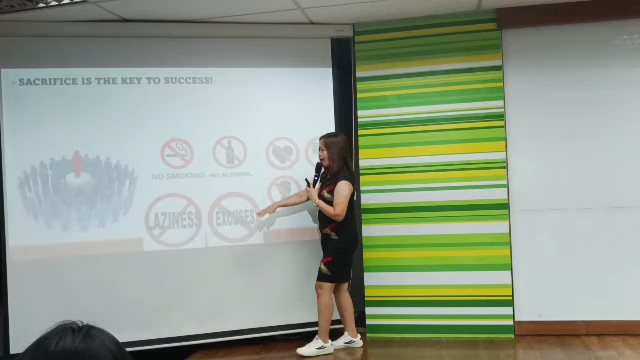 SACRIFICE IS THE KEY TO SUCCESS!
NO SMOKING
NO ALCOHOL
LAZINESS
EXCUSES